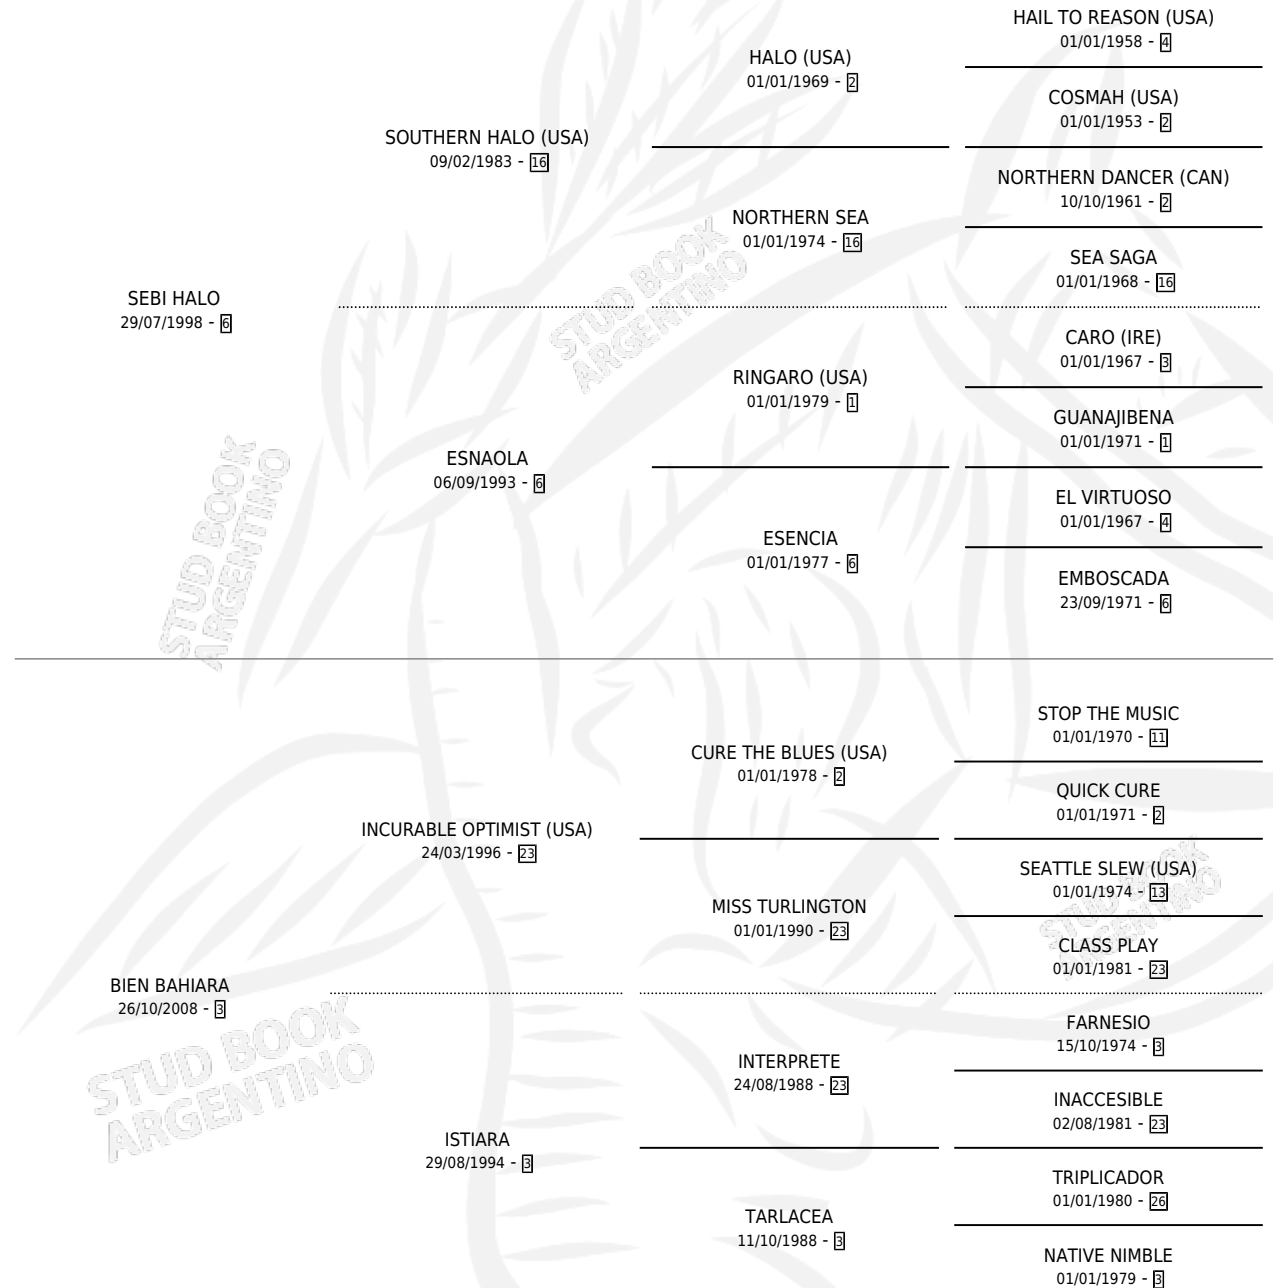 HAIL TO REASON (USA)
01/01/1958 - 4
HALO (USA)
01/01/1969 - 2
COSMAH (USA)
01/01/1953 - 2
SOUTHERN HALO (USA)
09/02/1983 - 16
NORTHERN DANCER (CAN)
10/10/1961 - 2
NORTHERN SEA
01/01/1974 - 16
SEA SAGA
01/01/1968 - 16
SEBI HALO
29/07/1998 - 6
CARO (IRE)
01/01/1967 - 3
RINGARO (USA)
01/01/1979 - 1
GUANAJIBENA
01/01/1971 - 1
ESNAOLA
06/09/1993 - 6
EL VIRTUOSO
01/01/1967 - 4
ESENCIA
01/01/1977 - 6
EMBOSCADA
23/09/1971 - 6
STUD BOOK
ARGENTINO
STUD BOOK
ARGENTINO
STOP THE MUSIC
01/01/1970 - 11
CURE THE BLUES (USA)
01/01/1978 - 2
QUICK CURE
01/01/1971 - 2
INCURABLE OPTIMIST (USA)
24/03/1996 - 23
SEATTLE SLEW (USA)
01/01/1974 - 13
MISS TURLINGTON
01/01/1990 - 23
CLASS PLAY
01/01/1981 - 23
BIEN BAHIARA
26/10/2008 - 3
FARNESIO
15/10/1974 - 3
INTERPRETE
24/08/1988 - 23
INACCESIBLE
02/08/1981 - 23
ISTIARA
29/08/1994 - 3
TRIPLICADOR
01/01/1980 - 26
TARLACEA
11/10/1988 - 3
NATIVE NIMBLE
01/01/1979 - 3
STUD BOOK
ARGENTINO
STUD BOOK
ARGENTINO